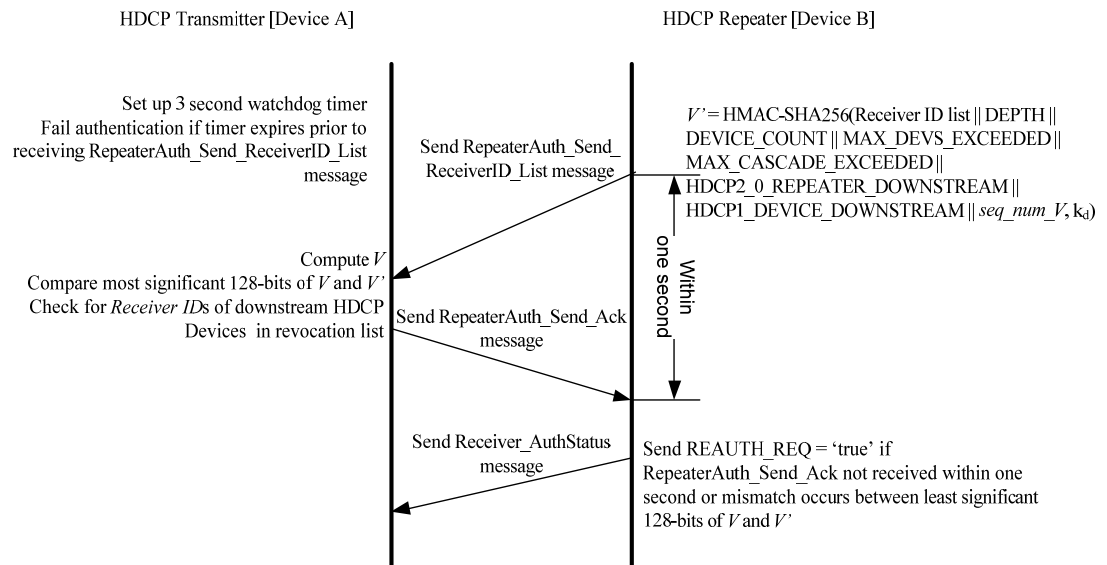 HDCP Transmitter [Device A]
HDCP Repeater [Device B]
Set up 3 second watchdog timer
Fail authentication if timer expires prior to
receiving RepeaterAuth_Send_ReceiverID_List
message
Send RepeaterAuth_Send_
ReceiverID_List message
V’ = HMAC-SHA256(Receiver ID list || DEPTH ||
DEVICE_COUNT || MAX_DEVS_EXCEEDED ||
MAX_CASCADE_EXCEEDED ||
HDCP2_0_REPEATER_DOWNSTREAM ||
HDCP1_DEVICE_DOWNSTREAM || seq_num_V, kd)
Within
one second
Compute V
Compare most significant 128-bits of V and V’
Check for Receiver IDs of downstream HDCP
Devices in revocation list
Send RepeaterAuth_Send_Ack
message
Send Receiver_AuthStatus
message
Send REAUTH_REQ = ‘true’ if
RepeaterAuth_Send_Ack not received within one
second or mismatch occurs between least significant
128-bits of V and V’